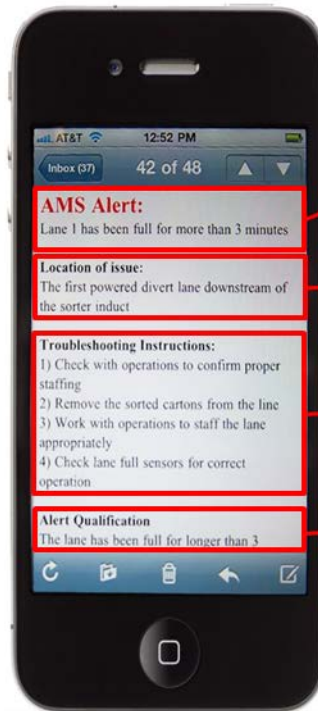 AT&T 12:52 PM
Inbox (37) 42 of 48
AMS Alert:
Lane 1 has been full for more than 3 minutes
Location of issue:
The first powered divert lane downstream of
the sorter induct
Troubleshooting Instructions:
1) Check with operations to confirm proper
staffing
2) Remove the sorted cartons from the line
3) Work with operations to staff the lane
appropriately
4) Check lane full sensors for correct
operation
Alert Qualification
The lane has been full for longer than 3